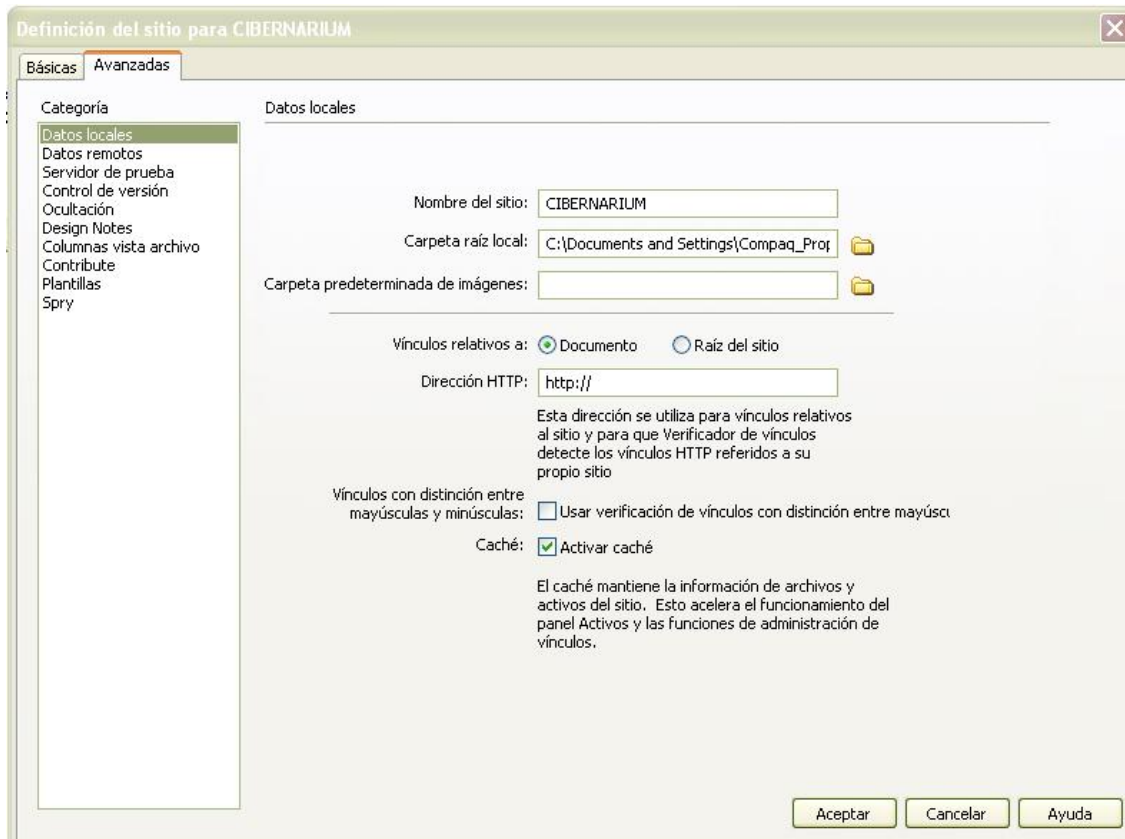 Definición del sitio para CIBERNARIUM
Básicas
Avanzadas
Categoría
Datos locales
Datos remotos
Servidor de prueba
Control de versión
Ocultación
Design Notes
Columnas vista archivo
Contribute
Plantillas
Spry
Datos locales
Nombre del sitio: CIBERNARIUM
Carpeta raíz local: C:\Documents and Settings\Compaq_Prop
Carpeta predeterminada de imágenes:
Vínculos relativos a: Documento Raíz del sitio
Dirección HTTP: http://
Esta dirección se utiliza para vínculos relativos
al sitio y para que Verificador de vínculos
detecte los vínculos HTTP referidos a su
propio sitio
Vínculos con distinción entre
mayúsculas y minúsculas: Usar verificación de vínculos con distinción entre mayúscu
Caché: Activar caché
El caché mantiene la información de archivos y
activos del sitio. Esto acelera el funcionamiento del
panel Activos y las funciones de administración de
vínculos.
Aceptar Cancelar Ayuda